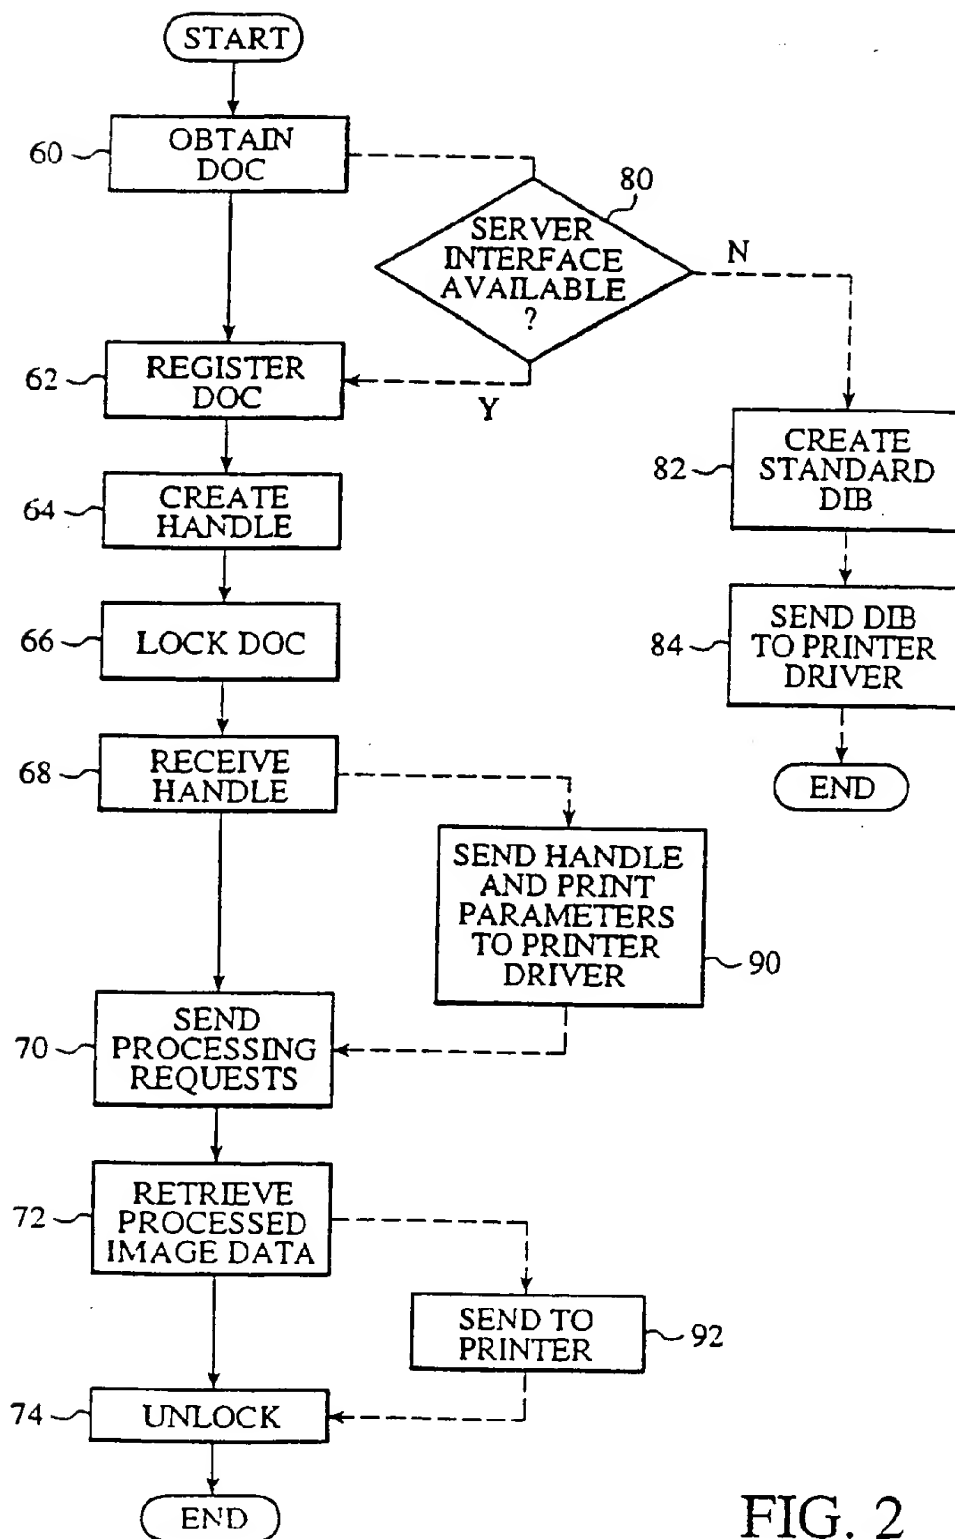 START
60
OBTAIN
DOC
80
SERVER
INTERFACE
AVAILABLE
?
N
Y
62
REGISTER
DOC
64
CREATE
HANDLE
66
LOCK DOC
68
RECEIVE
HANDLE
82
CREATE
STANDARD
DIB
84
SEND DIB
TO PRINTER
DRIVER
END
SEND HANDLE
AND PRINT
PARAMETERS
TO PRINTER
DRIVER
90
70
SEND
PROCESSING
REQUESTS
72
RETRIEVE
PROCESSED
IMAGE DATA
SEND TO
PRINTER
92
74
UNLOCK
END
FIG. 2